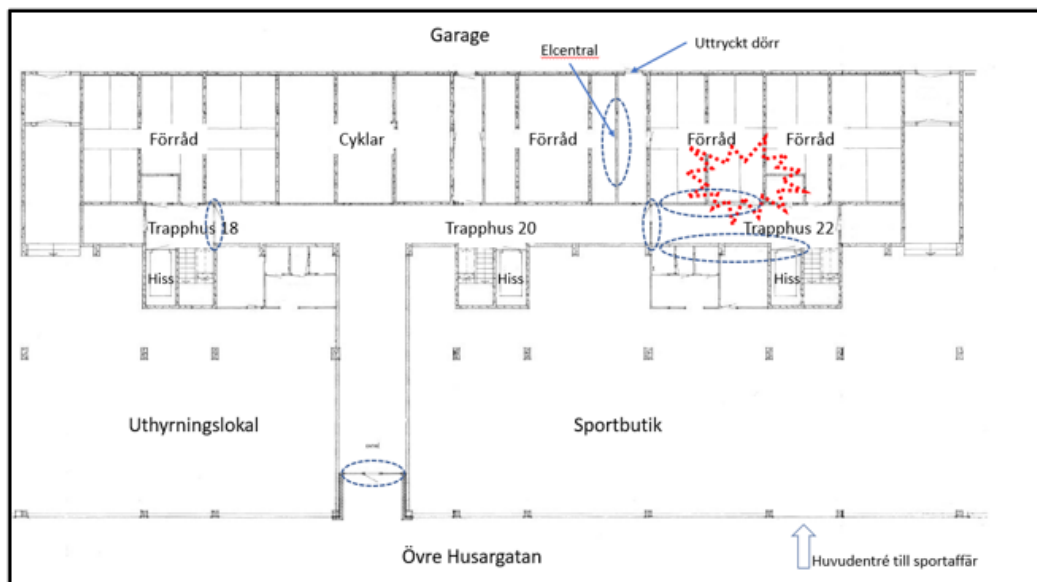 Garage
Elcentral
Uttryckt dörr
Förråd
Cyklar
Förråd
Förråd
Förråd
Trapphus 18
Trapphus 20
Trapphus 22
Hiss
Hiss
Hiss
Uthyrningslokal
Sportbutik
Övre Husargatan
Huvudentré till sportaffär